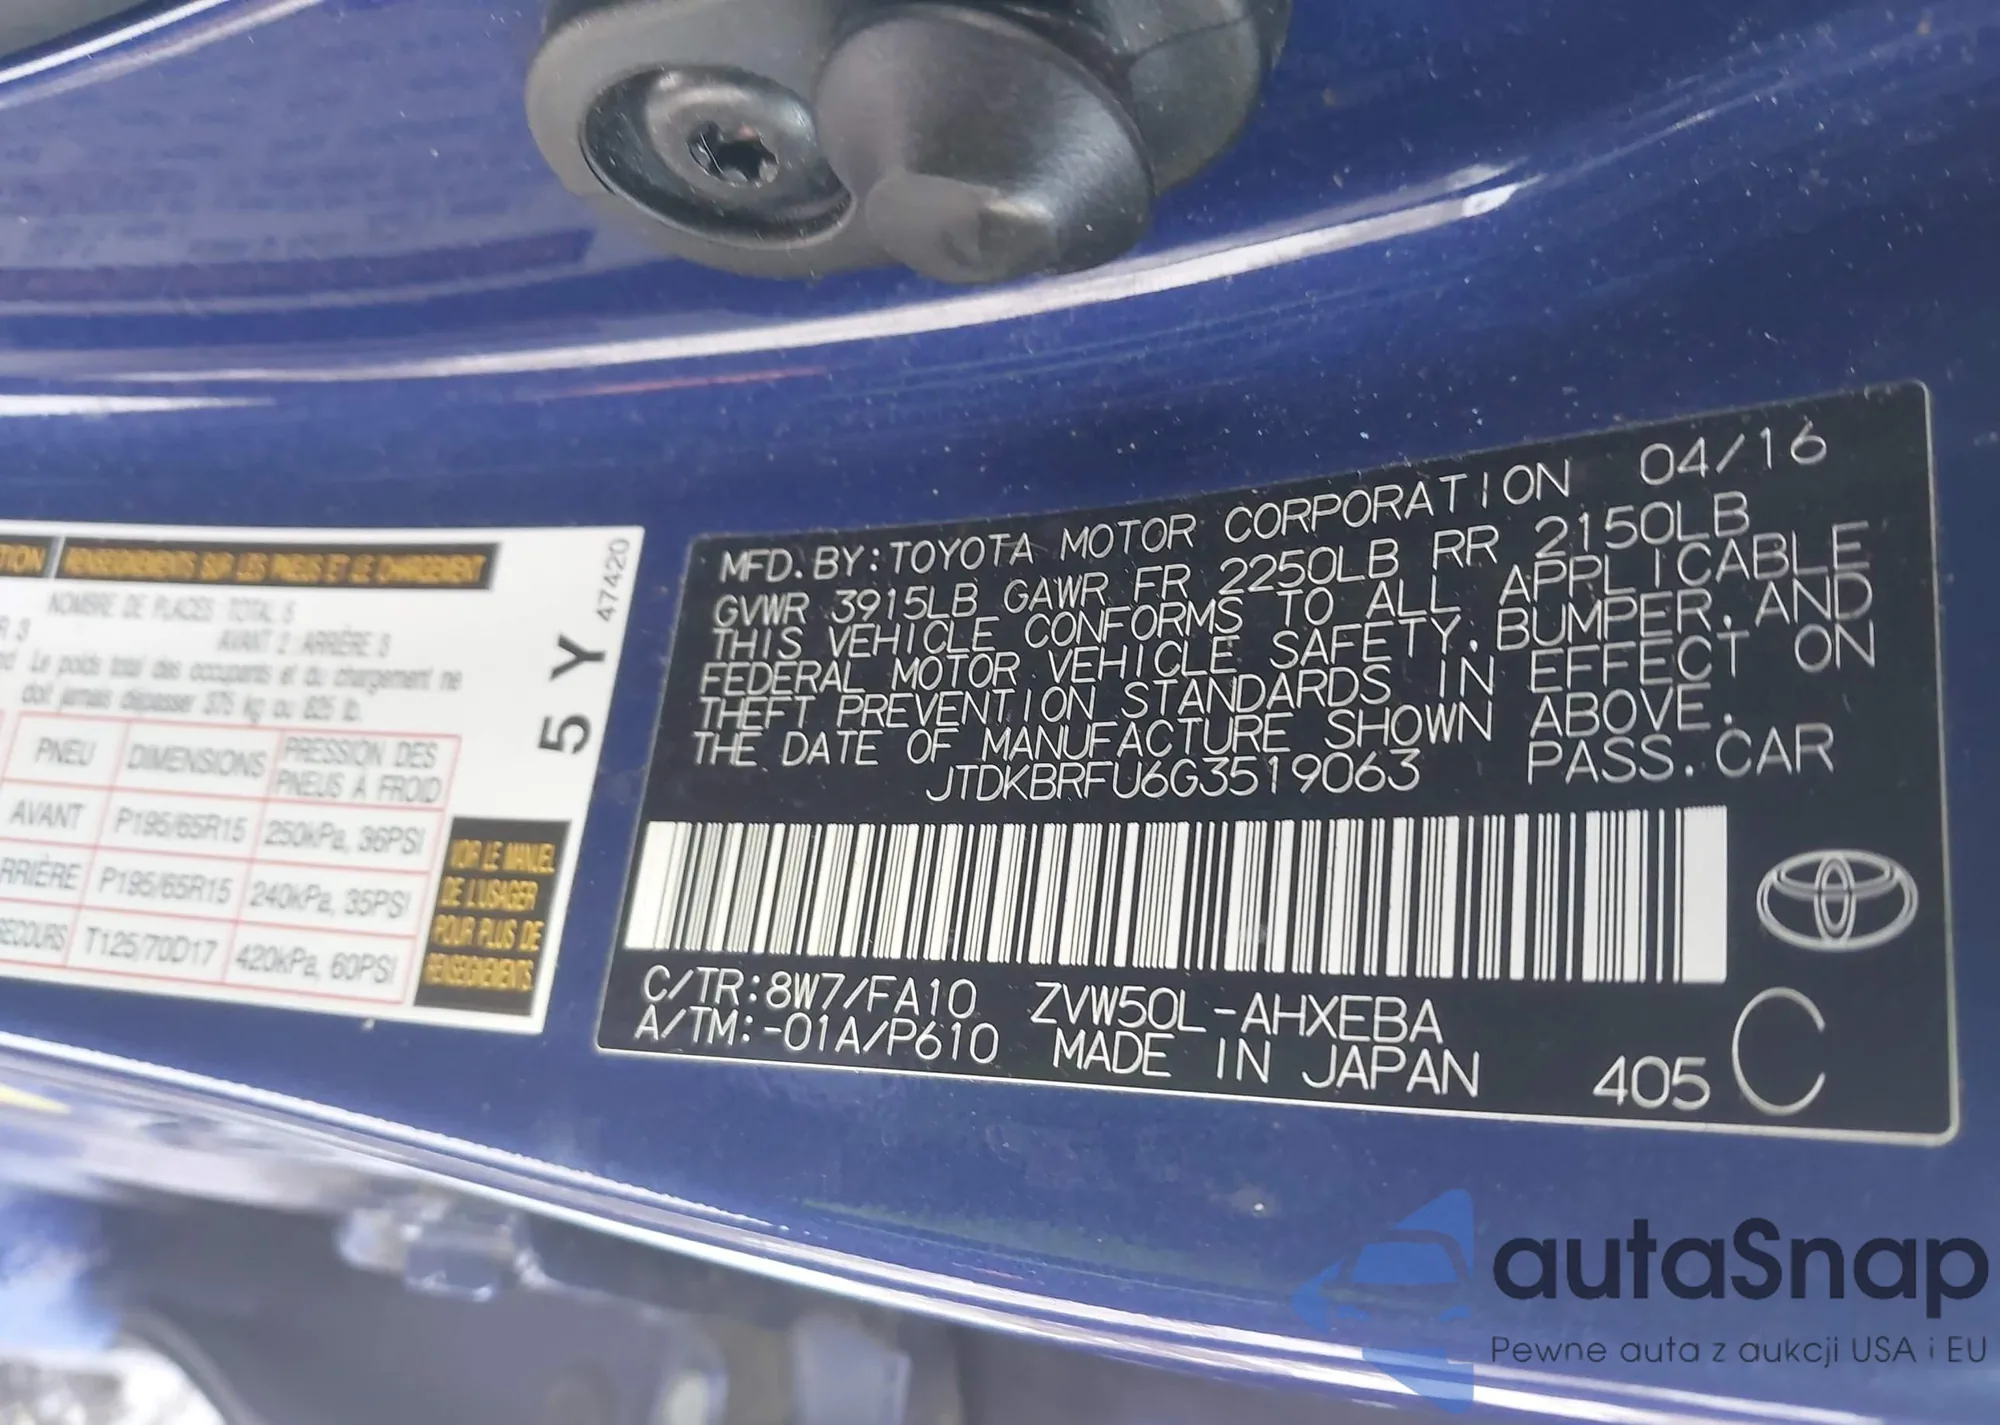 TION
RENSEIGNEMENTS SUR LES PNEUS ET LE CHARGEMENT
NOMBRE DE PLACES TOTAL 5
AVANT 2 ARRIÈRE 3
R 3
Le poids total des occupants et du chargement ne
doit jamais dépasser 375 kg ou 825 lb.
PNEU DIMENSIONS PRESSION DES PNEUS À FROID
AVANT P195/65R15 250kPa, 36PSI
RRIÈRE P195/65R15 240kPa, 35PSI
SECOURS T125/70D17 420kPa, 60PSI
VOIR LE MANUEL
DE L'USAGER
POUR PLUS DE
RENSEIGNEMENTS
5 Y 47420
MFD. BY: TOYOTA MOTOR CORPORATION 04/16
GVWR 3915LB GAWR FR 2250LB RR 2150LB
THIS VEHICLE CONFORMS TO ALL APPLICABLE
FEDERAL MOTOR VEHICLE SAFETY, BUMPER, AND
THEFT PREVENTION STANDARDS IN EFFECT ON
THE DATE OF MANUFACTURE SHOWN ABOVE.
JTDKBRFU6G3519063 PASS. CAR
C/TR:8W7/FA10 ZVW50L-AHXEBA
A/TM:-01A/P610 MADE IN JAPAN 405 C
autaSnap
Pewne auta z aukcji USA i EU